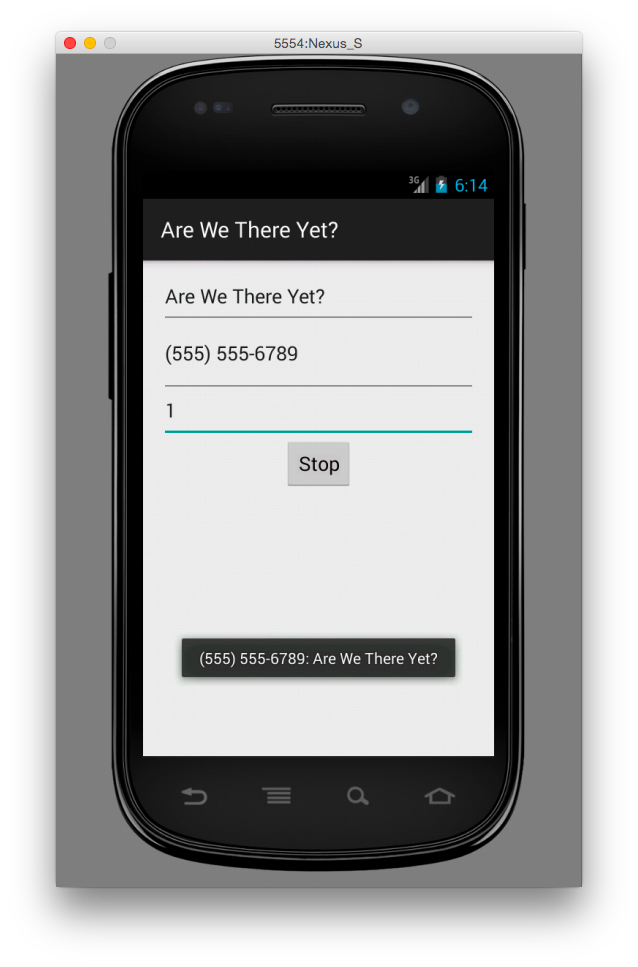 5554:Nexus_S
3G 6:14
Are We There Yet?
Are We There Yet?
(555) 555-6789
1
Stop
(555) 555-6789: Are We There Yet?